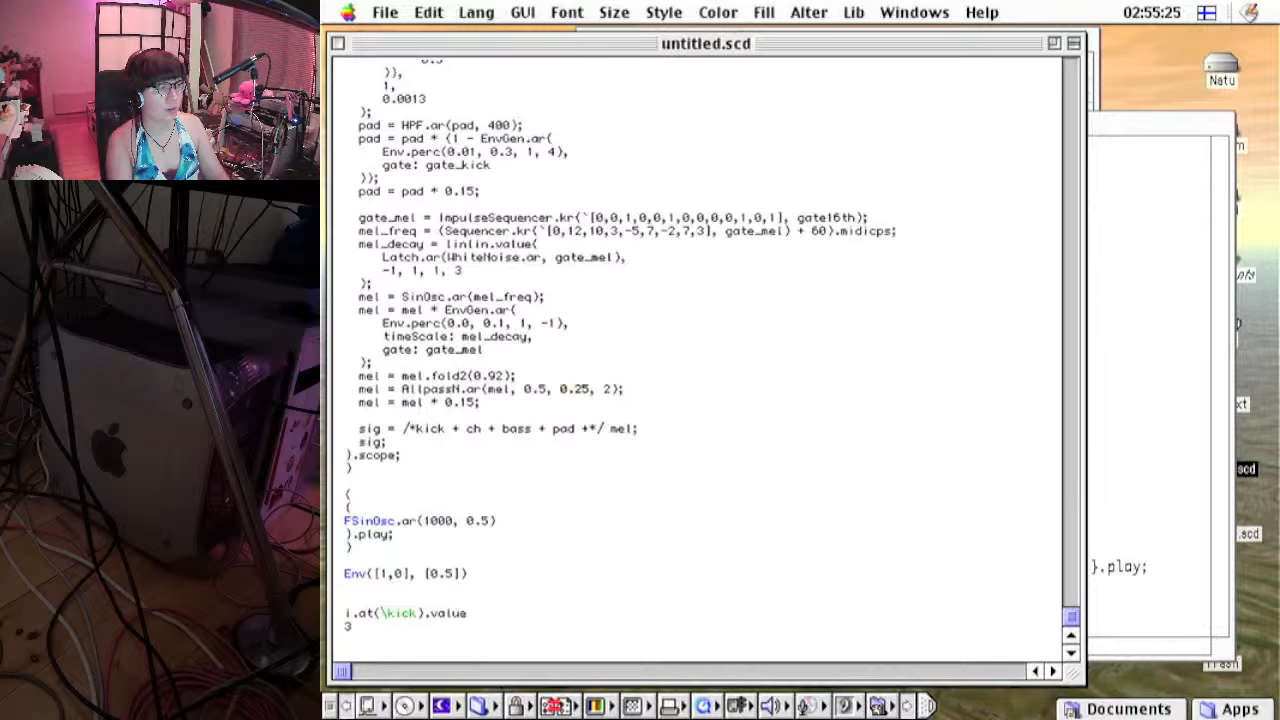 File Edit Lang GUI Font Size Style Color Fill Alter Lib Windows Help 02:55:25
untitled.scd
)),
1,
0.0013
);
pad = HPF.ar(pad, 400);
pad = pad * (1 - EnvGen.ar(
Env.perc(0.01, 0.3, 1, 4),
gate: gate_kick
));
pad = pad * 0.15;
gate_mel = ImpulseSequencer.kr(`[0,0,1,0,0,1,0,0,0,0,1,0,1], gate16th);
mel_freq = (Sequencer.kr(`[0,12,10,3,-5,7,-2,7,3], gate_mel) + 60).midicps;
mel_decay = linlin.value(
Latch.ar(WhiteNoise.ar, gate_mel),
-1, 1, 1, 3
);
mel = SinOsc.ar(mel_freq);
mel = mel * EnvGen.ar(
Env.perc(0.0, 0.1, 1, -1),
timeScale: mel_decay,
gate: gate_mel
);
mel = mel.fold2(0.92);
mel = AllpassN.ar(mel, 0.5, 0.25, 2);
mel = mel * 0.15;
sig = /*kick + ch + bass + pad +*/ mel;
sig;
).scope;
)
(
(
FSinOsc.ar(1000, 0.5)
).play;
)
Env([1,0], [0.5])
i.at(\kick).value
3
Natu
xt
scd
.scd
}.play;
Documents
Apps